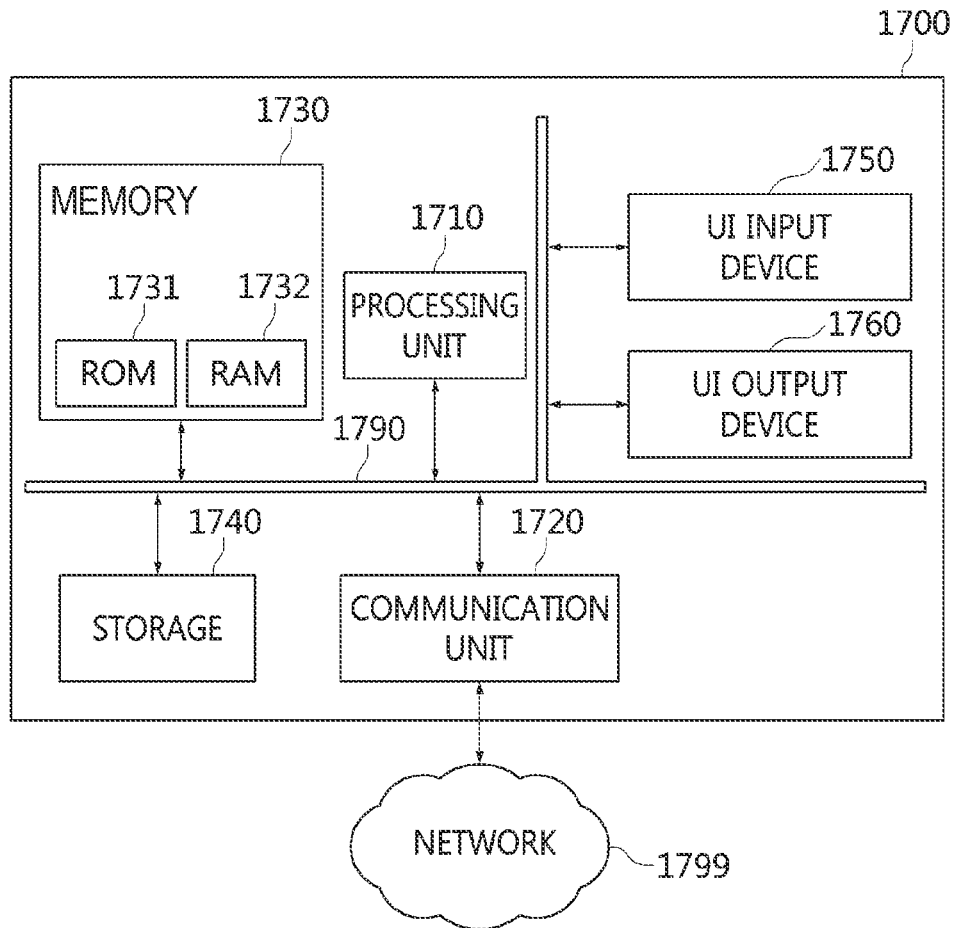 1700
1730
MEMORY
1731
1732
ROM
RAM
1710
PROCESSING
UNIT
1750
UI INPUT
DEVICE
1760
UI OUTPUT
DEVICE
1790
1740
STORAGE
1720
COMMUNICATION
UNIT
NETWORK
1799